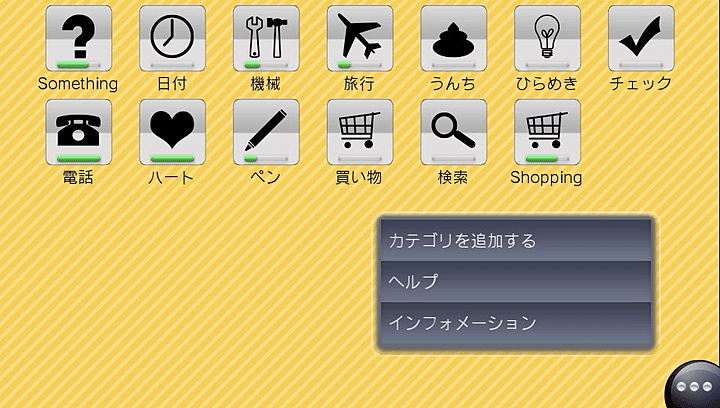 Something 日付 機械 旅行 うんち ひらめき チェック
電話 ハート ペン 買い物 検索 Shopping
カテゴリを追加する
ヘルプ
インフォメーション